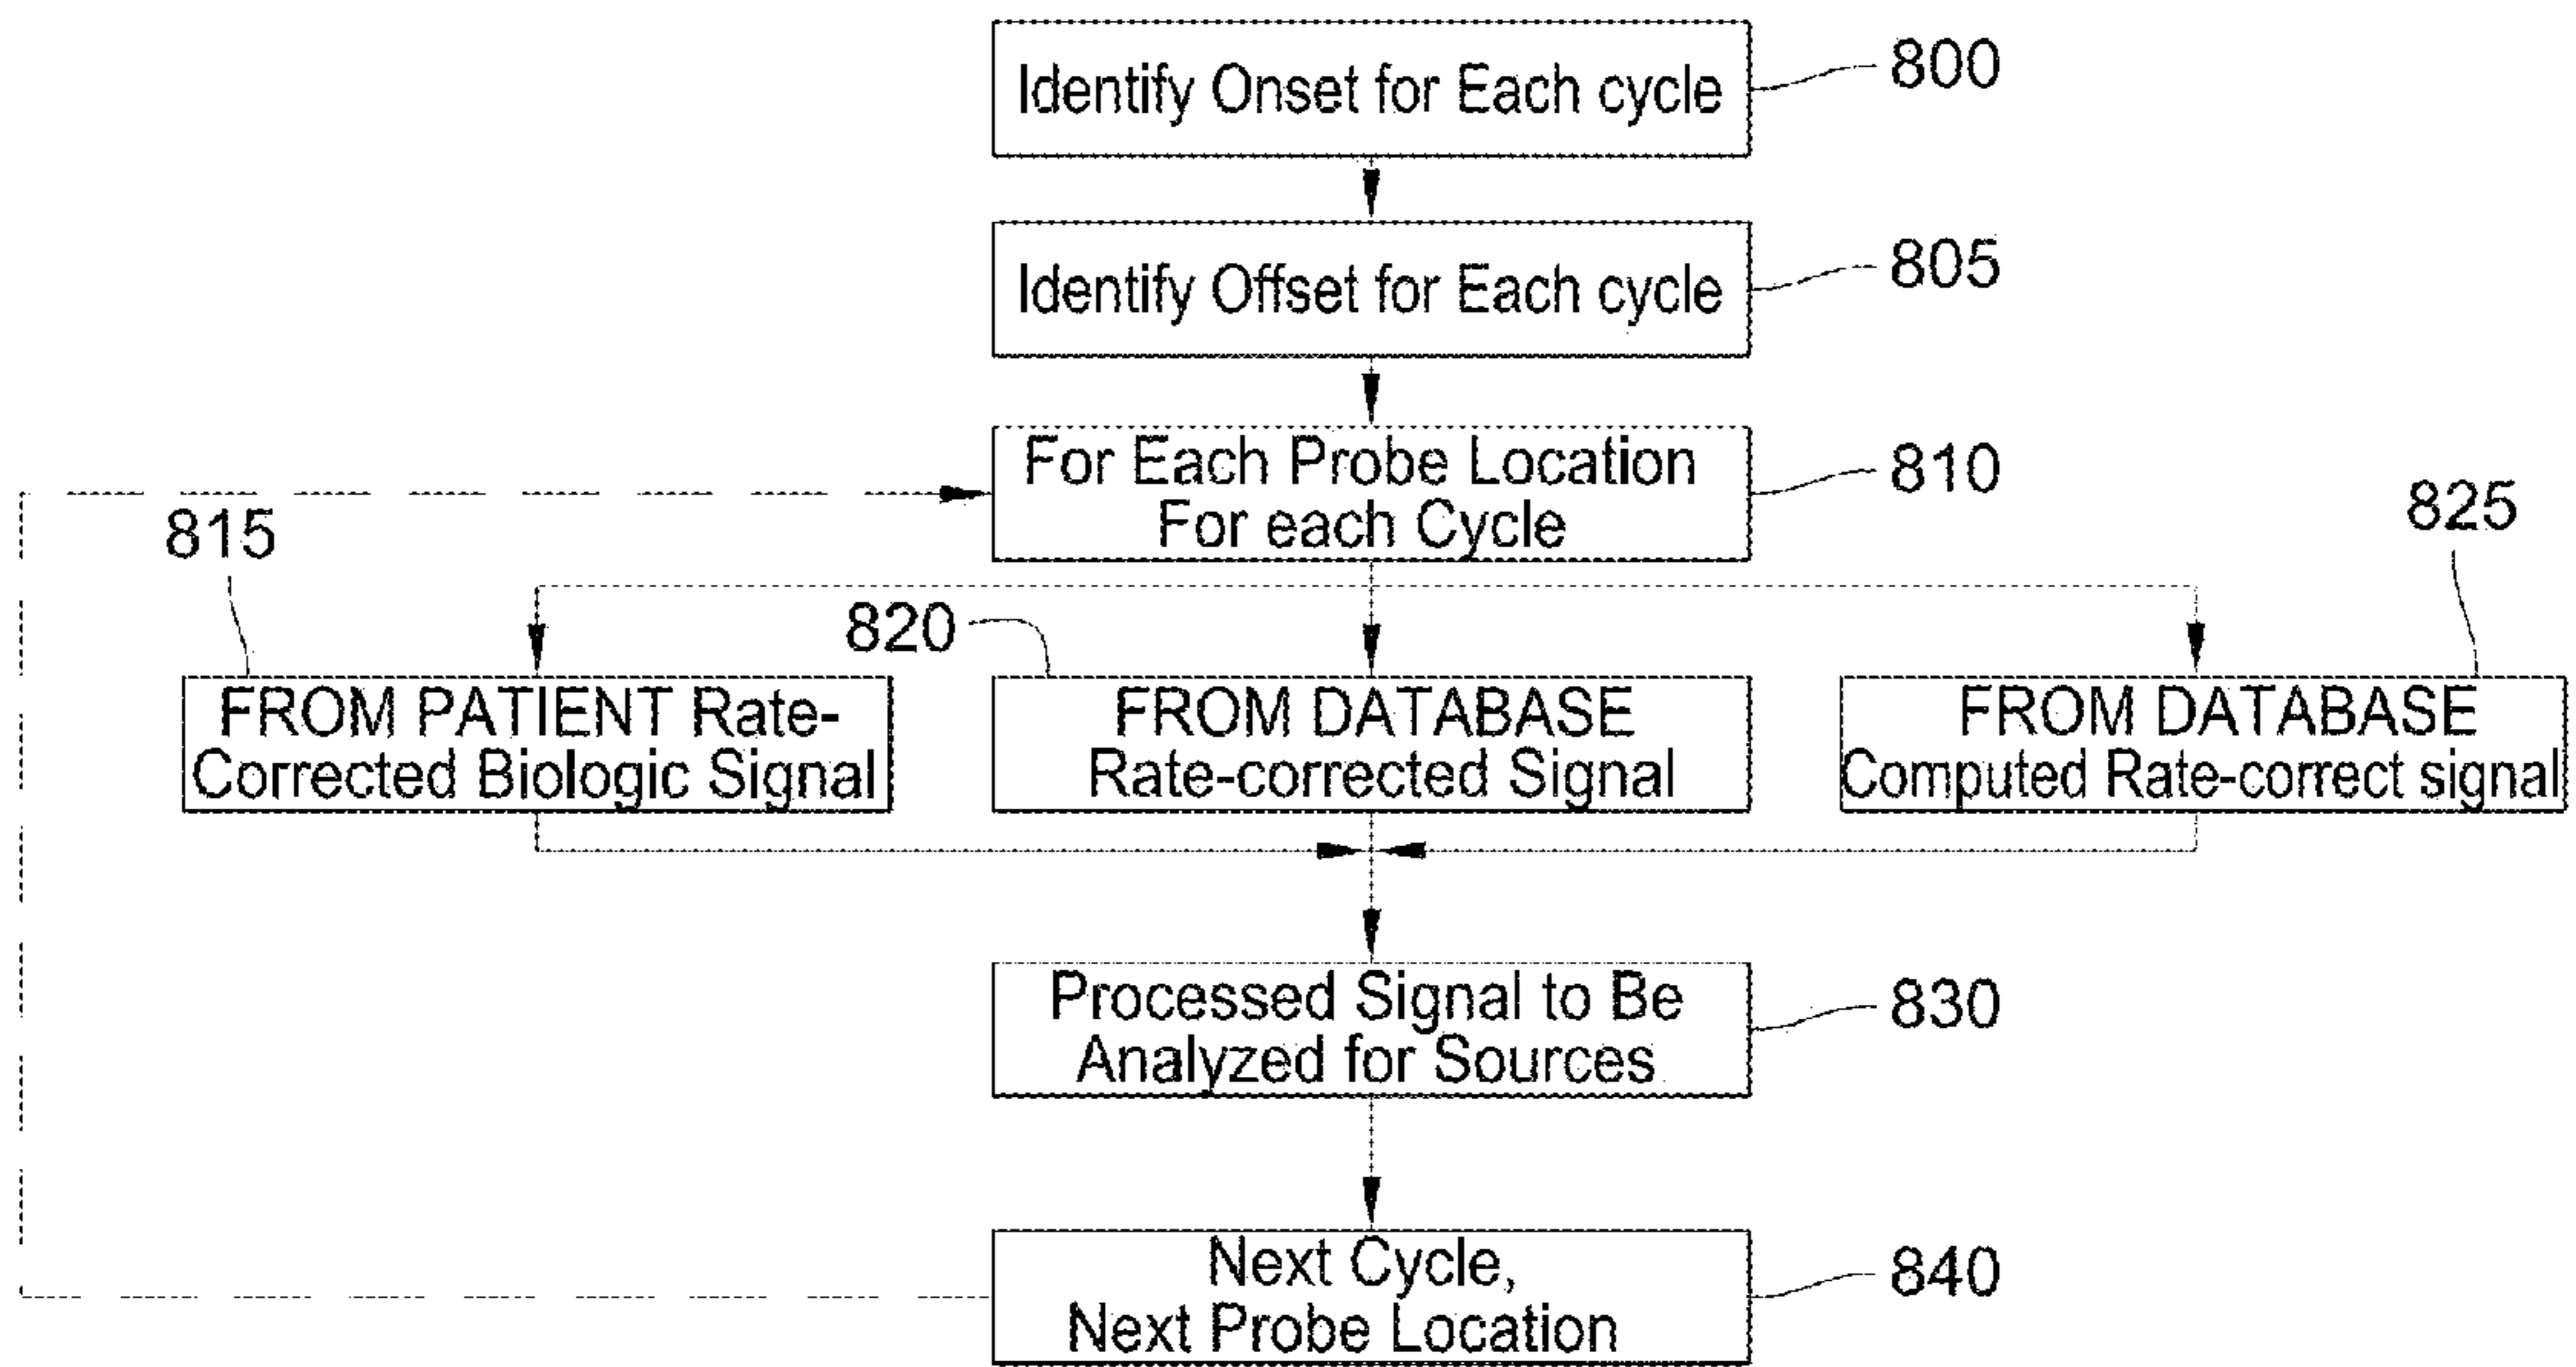 Identify Onset for Each cycle
800
Identify Offset for Each cycle
805
For Each Probe Location
For each Cycle
810
815
820
825
FROM PATIENT Rate-
Corrected Biologic Signal
FROM DATABASE
Rate-corrected Signal
FROM DATABASE
Computed Rate-correct signal
Processed Signal to Be
Analyzed for Sources
830
Next Cycle,
Next Probe Location
840